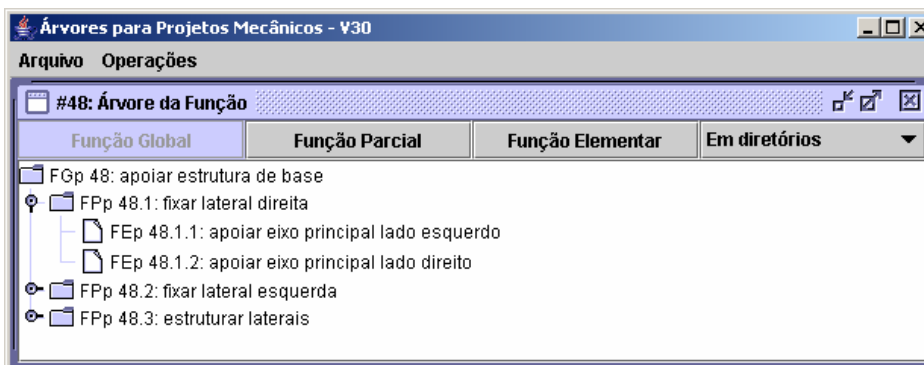 Árvores para Projetos Mecânicos - V30
Arquivo Operações
#48: Árvore da Função
Função Global Função Parcial Função Elementar Em diretórios
FGp 48: apoiar estrutura de base
FPp 48.1: fixar lateral direita
FEp 48.1.1: apoiar eixo principal lado esquerdo
FEp 48.1.2: apoiar eixo principal lado direito
FPp 48.2: fixar lateral esquerda
FPp 48.3: estruturar laterais